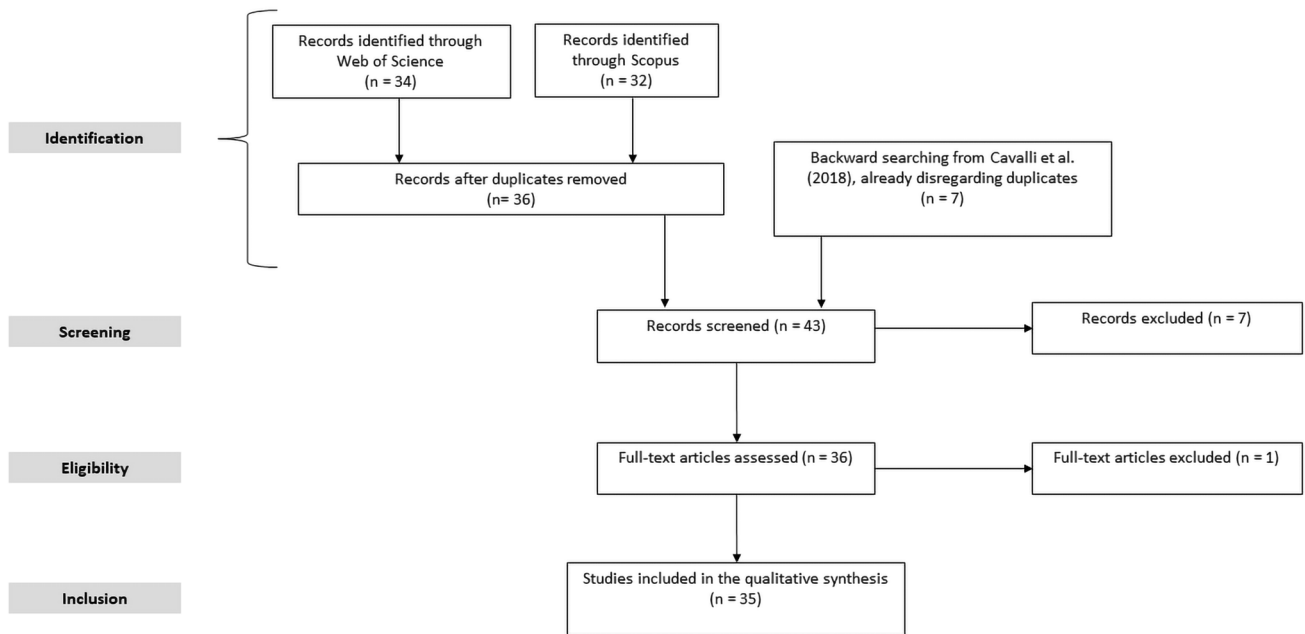 Records identified through
Web of Science
(n = 34)
Records identified
through Scopus
(n = 32)
Identification
Records after duplicates removed
(n= 36)
Backward searching from Cavalli et al.
(2018), already disregarding duplicates
(n = 7)
Screening
Records screened (n = 43)
Records excluded (n = 7)
Eligibility
Full-text articles assessed (n = 36)
Full-text articles excluded (n = 1)
Inclusion
Studies included in the qualitative synthesis
(n = 35)